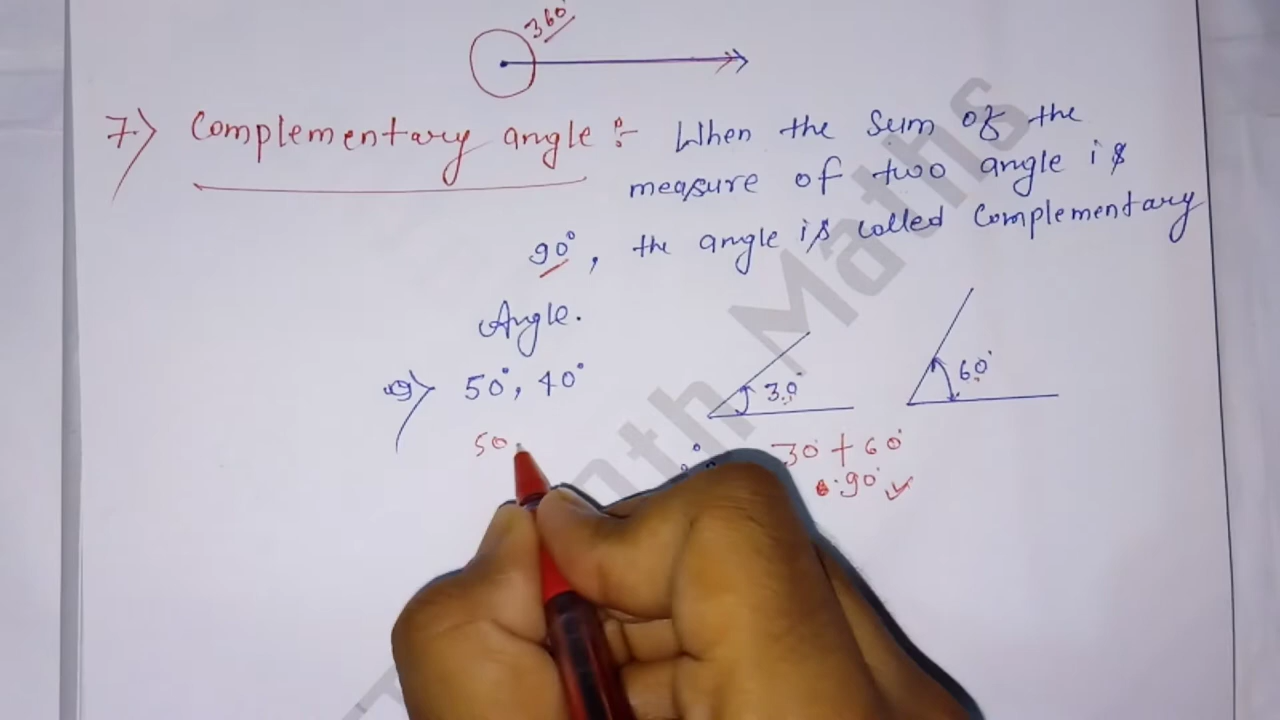 360°
7.) Complementary angle :- When the sum of the
measure of two angle is
90°, the angle is called Complementary
Angle.
eg) 50°, 40°
30° 60°
50
30° + 60°
90°
Maths